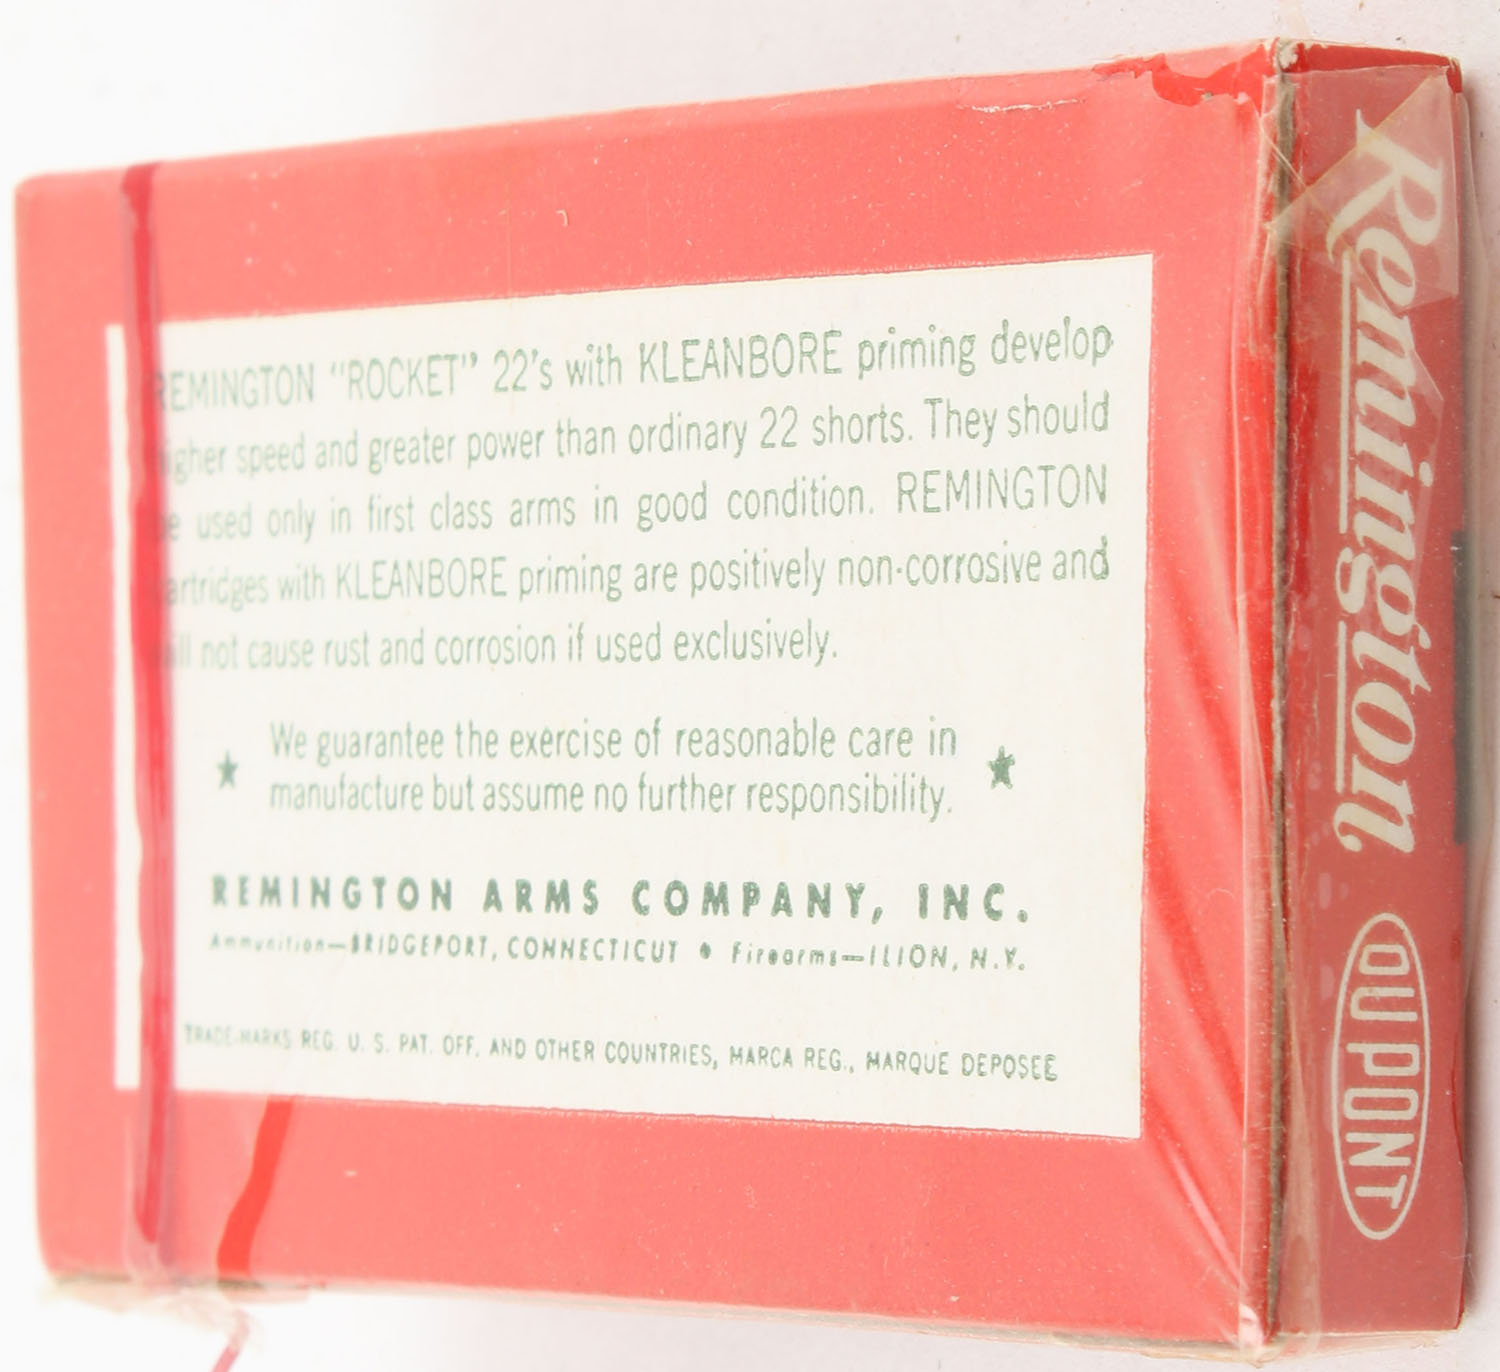 REMINGTON "ROCKET" 22's with KLEANBORE priming develop
higher speed and greater power than ordinary 22 shorts. They should
be used only in first class arms in good condition. REMINGTON
cartridges with KLEANBORE priming are positively non-corrosive and
will not cause rust and corrosion if used exclusively.
★ We guarantee the exercise of reasonable care in ★
manufacture but assume no further responsibility.
REMINGTON ARMS COMPANY, INC.
Ammunition—BRIDGEPORT, CONNECTICUT • Firearms—ILION, N.Y.
TRADE-MARKS REG. U. S. PAT. OFF. AND OTHER COUNTRIES, MARCA REG., MARQUE DEPOSEE
Remington
DU PONT